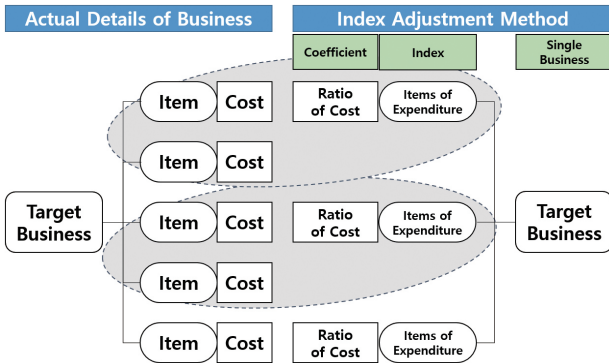 Actual Details of Business
Index Adjustment Method
Coefficient
Index
Single
Business
Item
Cost
Ratio
of Cost
Items of
Expenditure
Item
Cost
Target
Business
Item
Cost
Ratio
of Cost
Items of
Expenditure
Target
Business
Item
Cost
Item
Cost
Ratio
of Cost
Items of
Expenditure